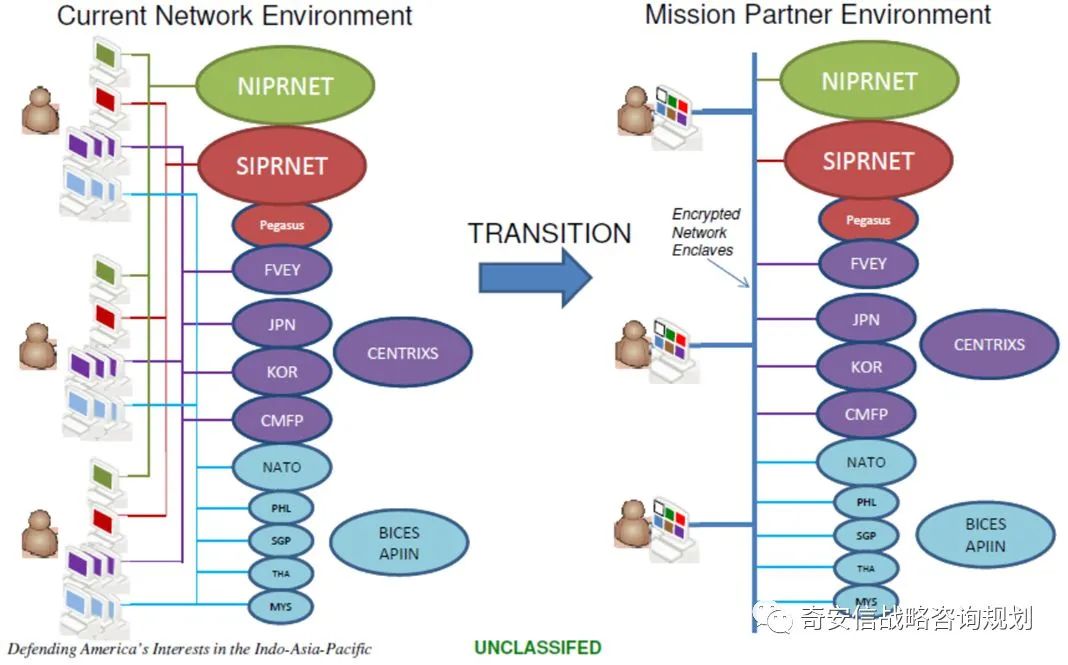 Current Network Environment
NIPRNET
SIPRNET
Pegasus
FVEY
JPN
KOR
CMFP
CENTRIXS
NATO
PHL
SGP
THA
MYS
BICES
APIIN
TRANSITION
Mission Partner Environment
Encrypted
Network
Enclaves
NIPRNET
SIPRNET
Pegasus
FVEY
JPN
KOR
CMFP
CENTRIXS
NATO
PHL
SGP
THA
MYS
BICES
APIIN
奇安信战略咨询规划
Defending America's Interests in the Indo-Asia-Pacific
UNCLASSIFED